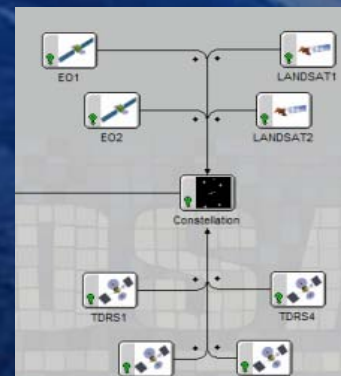 EO1
LANDSAT1
EO2
LANDSAT2
Constellation
TDRS1
TDRS4